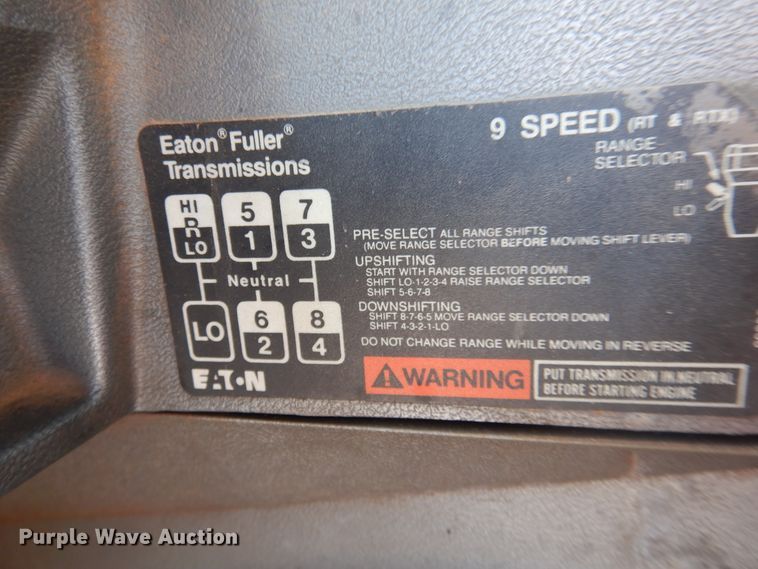 Eaton® Fuller®
Transmissions
9 SPEED (RT & RTX)
RANGE
SELECTOR
HI
LO
HI
R
LO
5
1
7
3
Neutral
LO
6
2
8
4
EATON
PRE-SELECT ALL RANGE SHIFTS
(MOVE RANGE SELECTOR BEFORE MOVING SHIFT LEVER)
UPSHIFTING
START WITH RANGE SELECTOR DOWN
SHIFT LO-1-2-3-4 RAISE RANGE SELECTOR
SHIFT 5-6-7-8
DOWNSHIFTING
SHIFT 8-7-6-5 MOVE RANGE SELECTOR DOWN
SHIFT 4-3-2-1-LO
DO NOT CHANGE RANGE WHILE MOVING IN REVERSE
WARNING
PUT TRANSMISSION IN NEUTRAL
BEFORE STARTING ENGINE
Purple Wave Auction